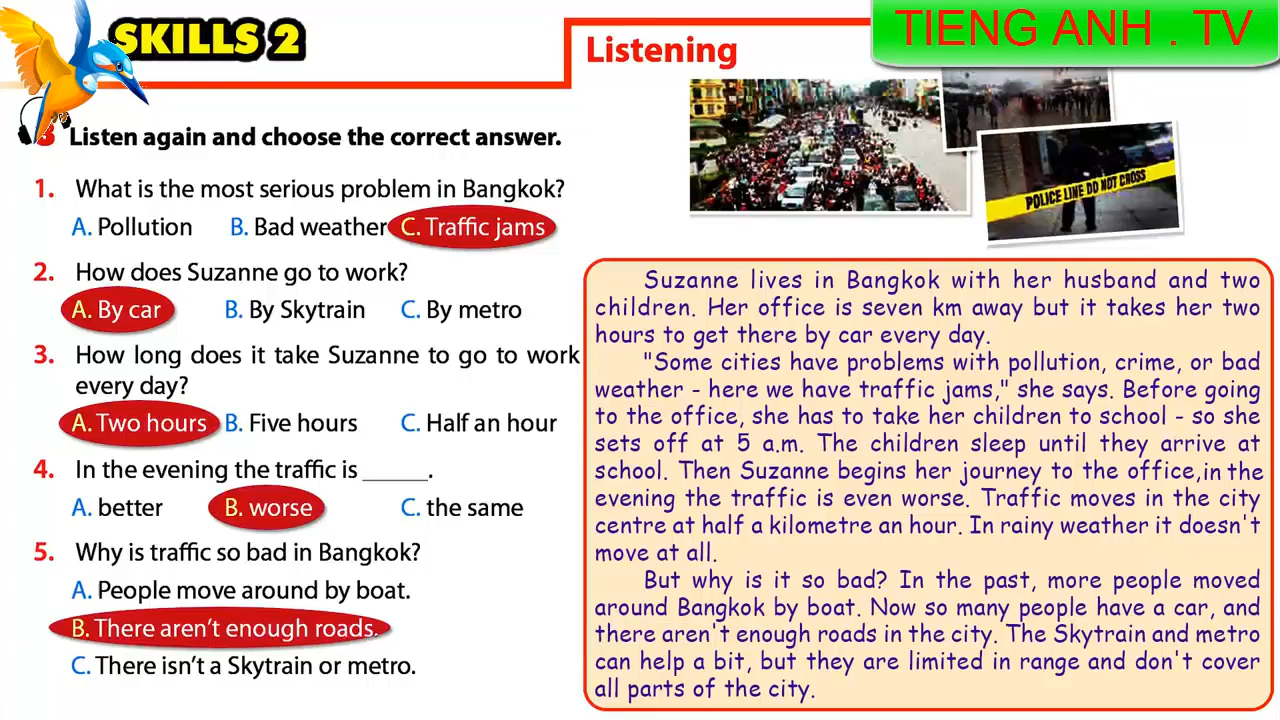 SKILLS 2
Listening
TIENG ANH . TV
3 Listen again and choose the correct answer.
1. What is the most serious problem in Bangkok?
A. Pollution B. Bad weather C. Traffic jams
2. How does Suzanne go to work?
A. By car B. By Skytrain C. By metro
3. How long does it take Suzanne to go to work
every day?
A. Two hours B. Five hours C. Half an hour
4. In the evening the traffic is ______.
A. better B. worse C. the same
5. Why is traffic so bad in Bangkok?
A. People move around by boat.
B. There aren't enough roads.
C. There isn't a Skytrain or metro.
POLICE LINE DO NOT CROSS
Suzanne lives in Bangkok with her husband and two
children. Her office is seven km away but it takes her two
hours to get there by car every day.
"Some cities have problems with pollution, crime, or bad
weather - here we have traffic jams," she says. Before going
to the office, she has to take her children to school - so she
sets off at 5 a.m. The children sleep until they arrive at
school. Then Suzanne begins her journey to the office, in the
evening the traffic is even worse. Traffic moves in the city
centre at half a kilometre an hour. In rainy weather it doesn't
move at all.
But why is it so bad? In the past, more people moved
around Bangkok by boat. Now so many people have a car, and
there aren't enough roads in the city. The Skytrain and metro
can help a bit, but they are limited in range and don't cover
all parts of the city.